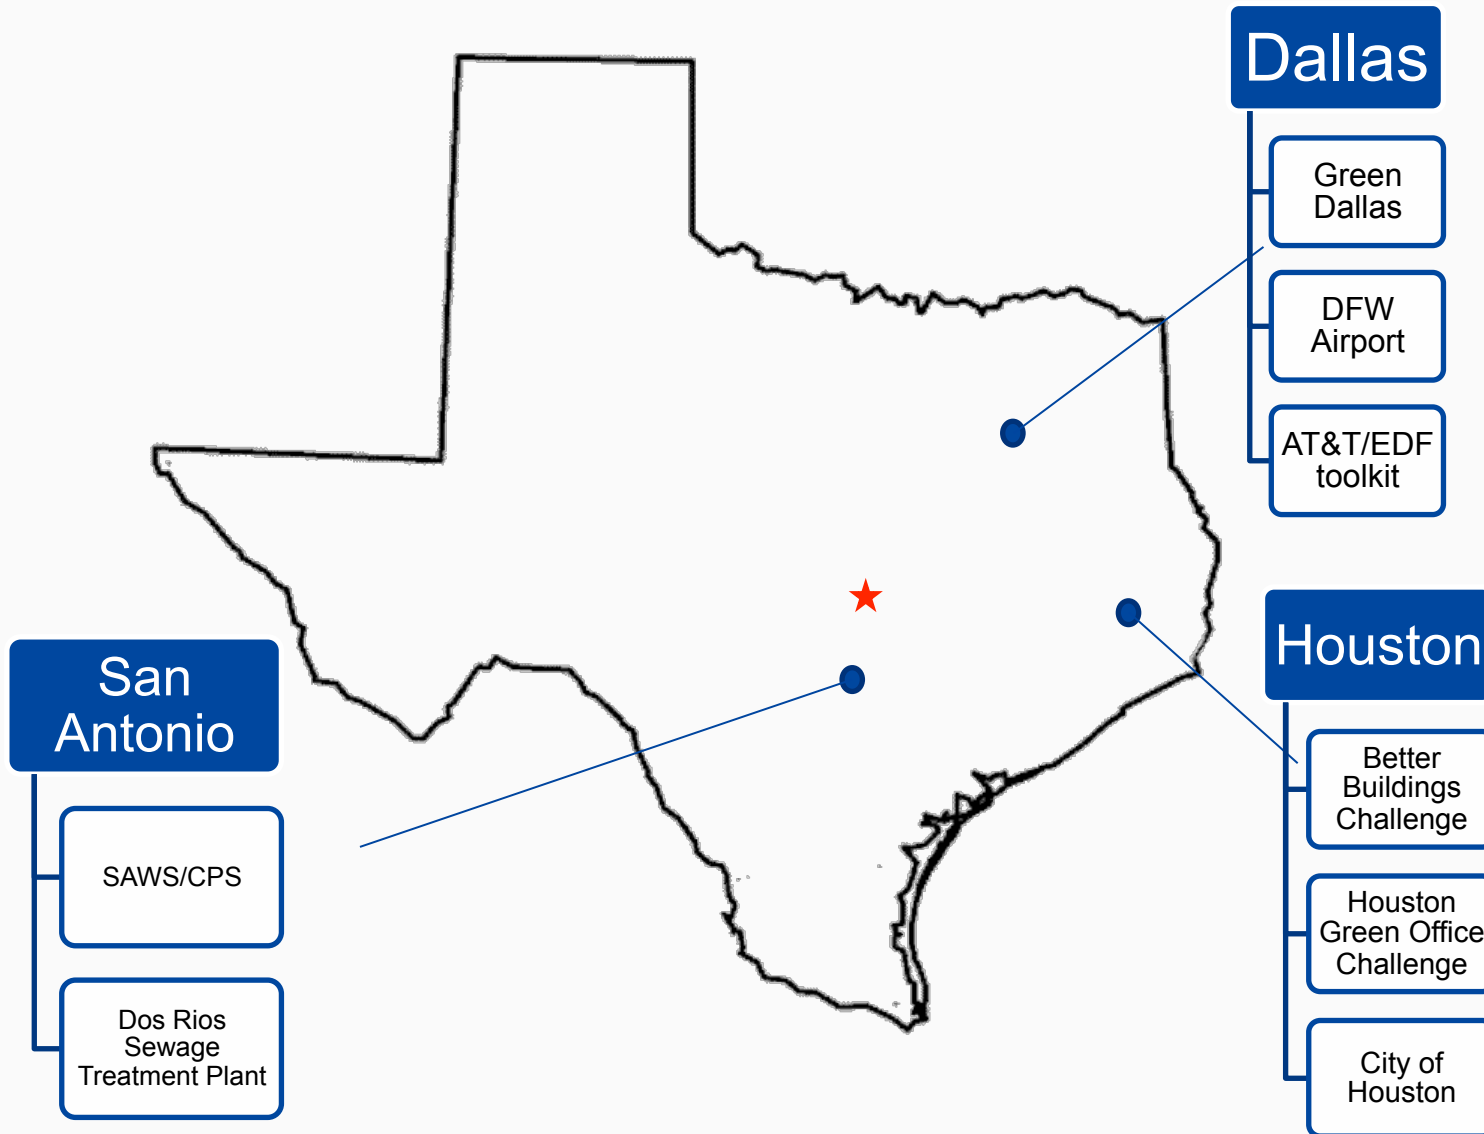 Dallas
Green
Dallas
DFW
Airport
AT&T/EDF
toolkit
Houston
Better
Buildings
Challenge
Houston
Green Office
Challenge
City of
Houston
San
Antonio
SAWS/CPS
Dos Rios
Sewage
Treatment Plant